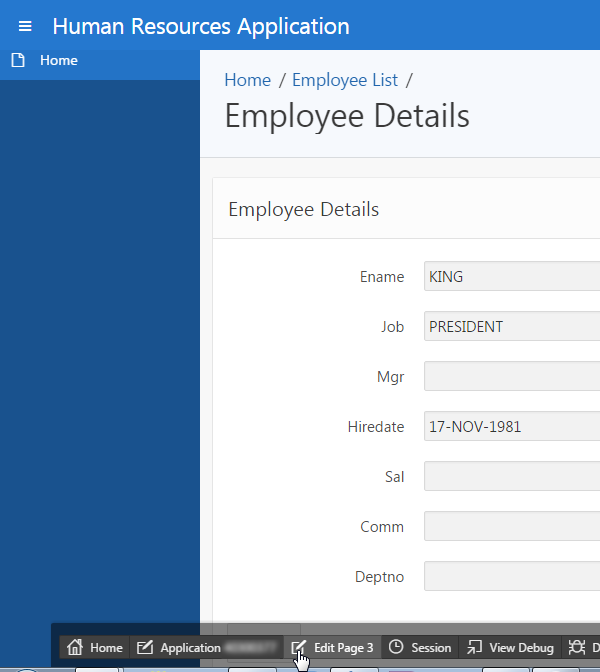 Human Resources Application
Home
Home / Employee List /
Employee Details
Employee Details
Ename KING
Job PRESIDENT
Mgr
Hiredate 17-NOV-1981
Sal
Comm
Deptno
Home Application Edit Page 3 Session View Debug D